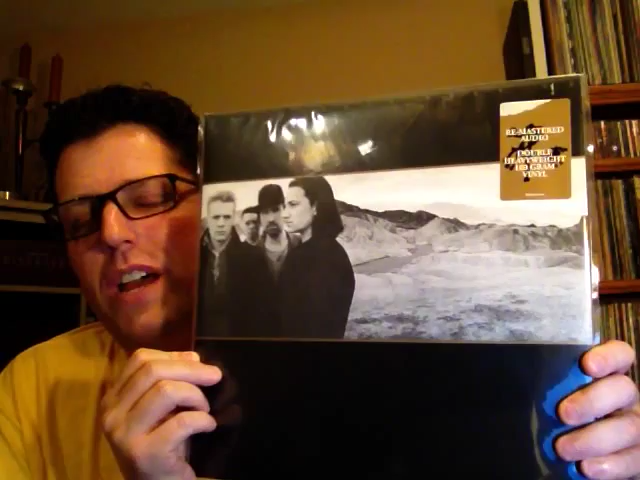 RE-MASTERED
AUDIO
DOUBLE
HEAVYWEIGHT
180 GRAM
VINYL